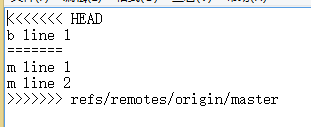 <<<<<<< HEAD
b line 1
=======
m line 1
m line 2
>>>>>>> refs/remotes/origin/master